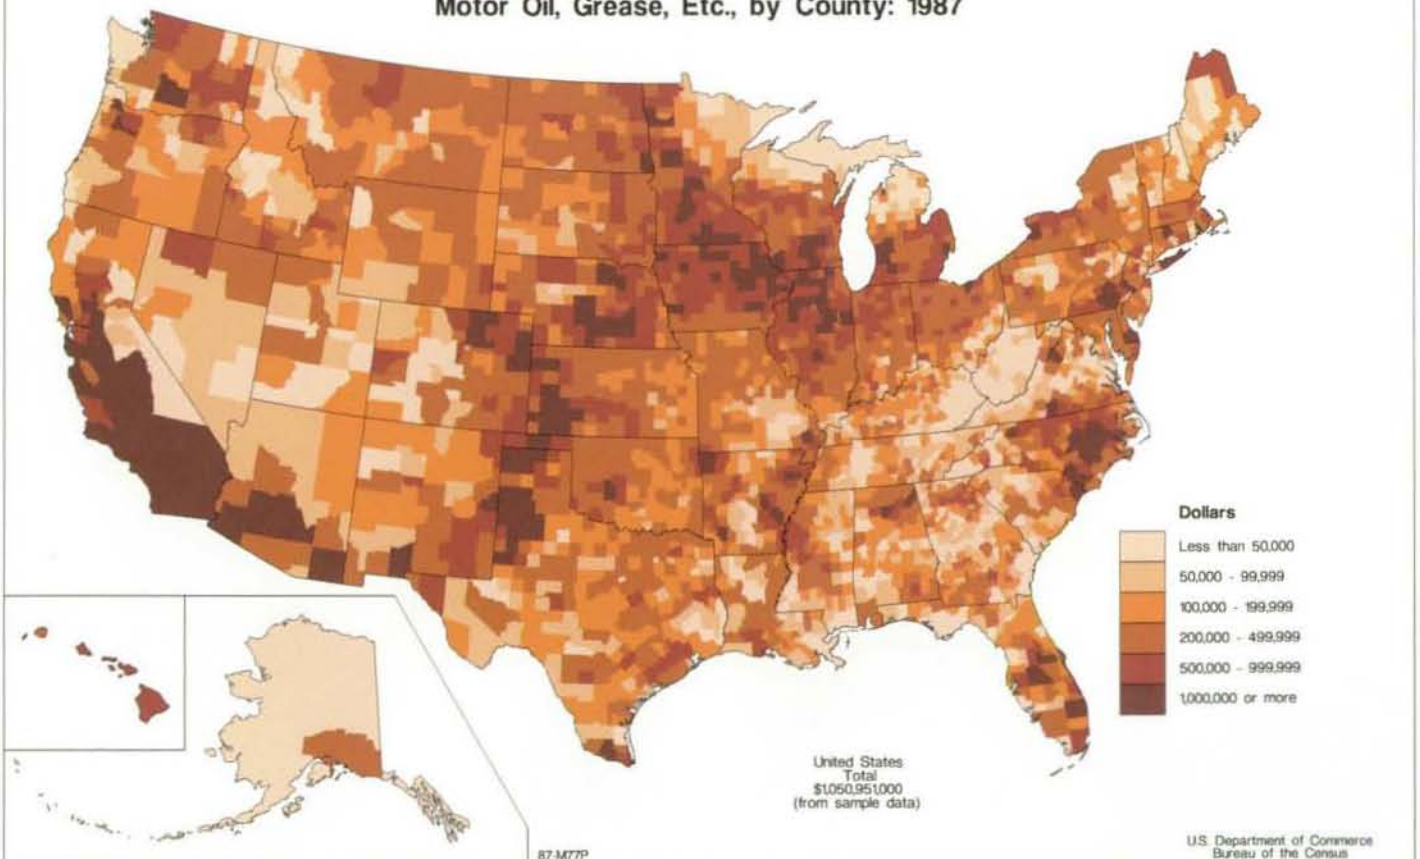 Motor Oil, Grease, Etc., by County: 1987
Dollars
Less than 50,000
50,000 - 99,999
100,000 - 199,999
200,000 - 499,999
500,000 - 999,999
1,000,000 or more
United States
Total
$1,050,951,000
(from sample data)
87-M77P
U.S. Department of Commerce
Bureau of the Census